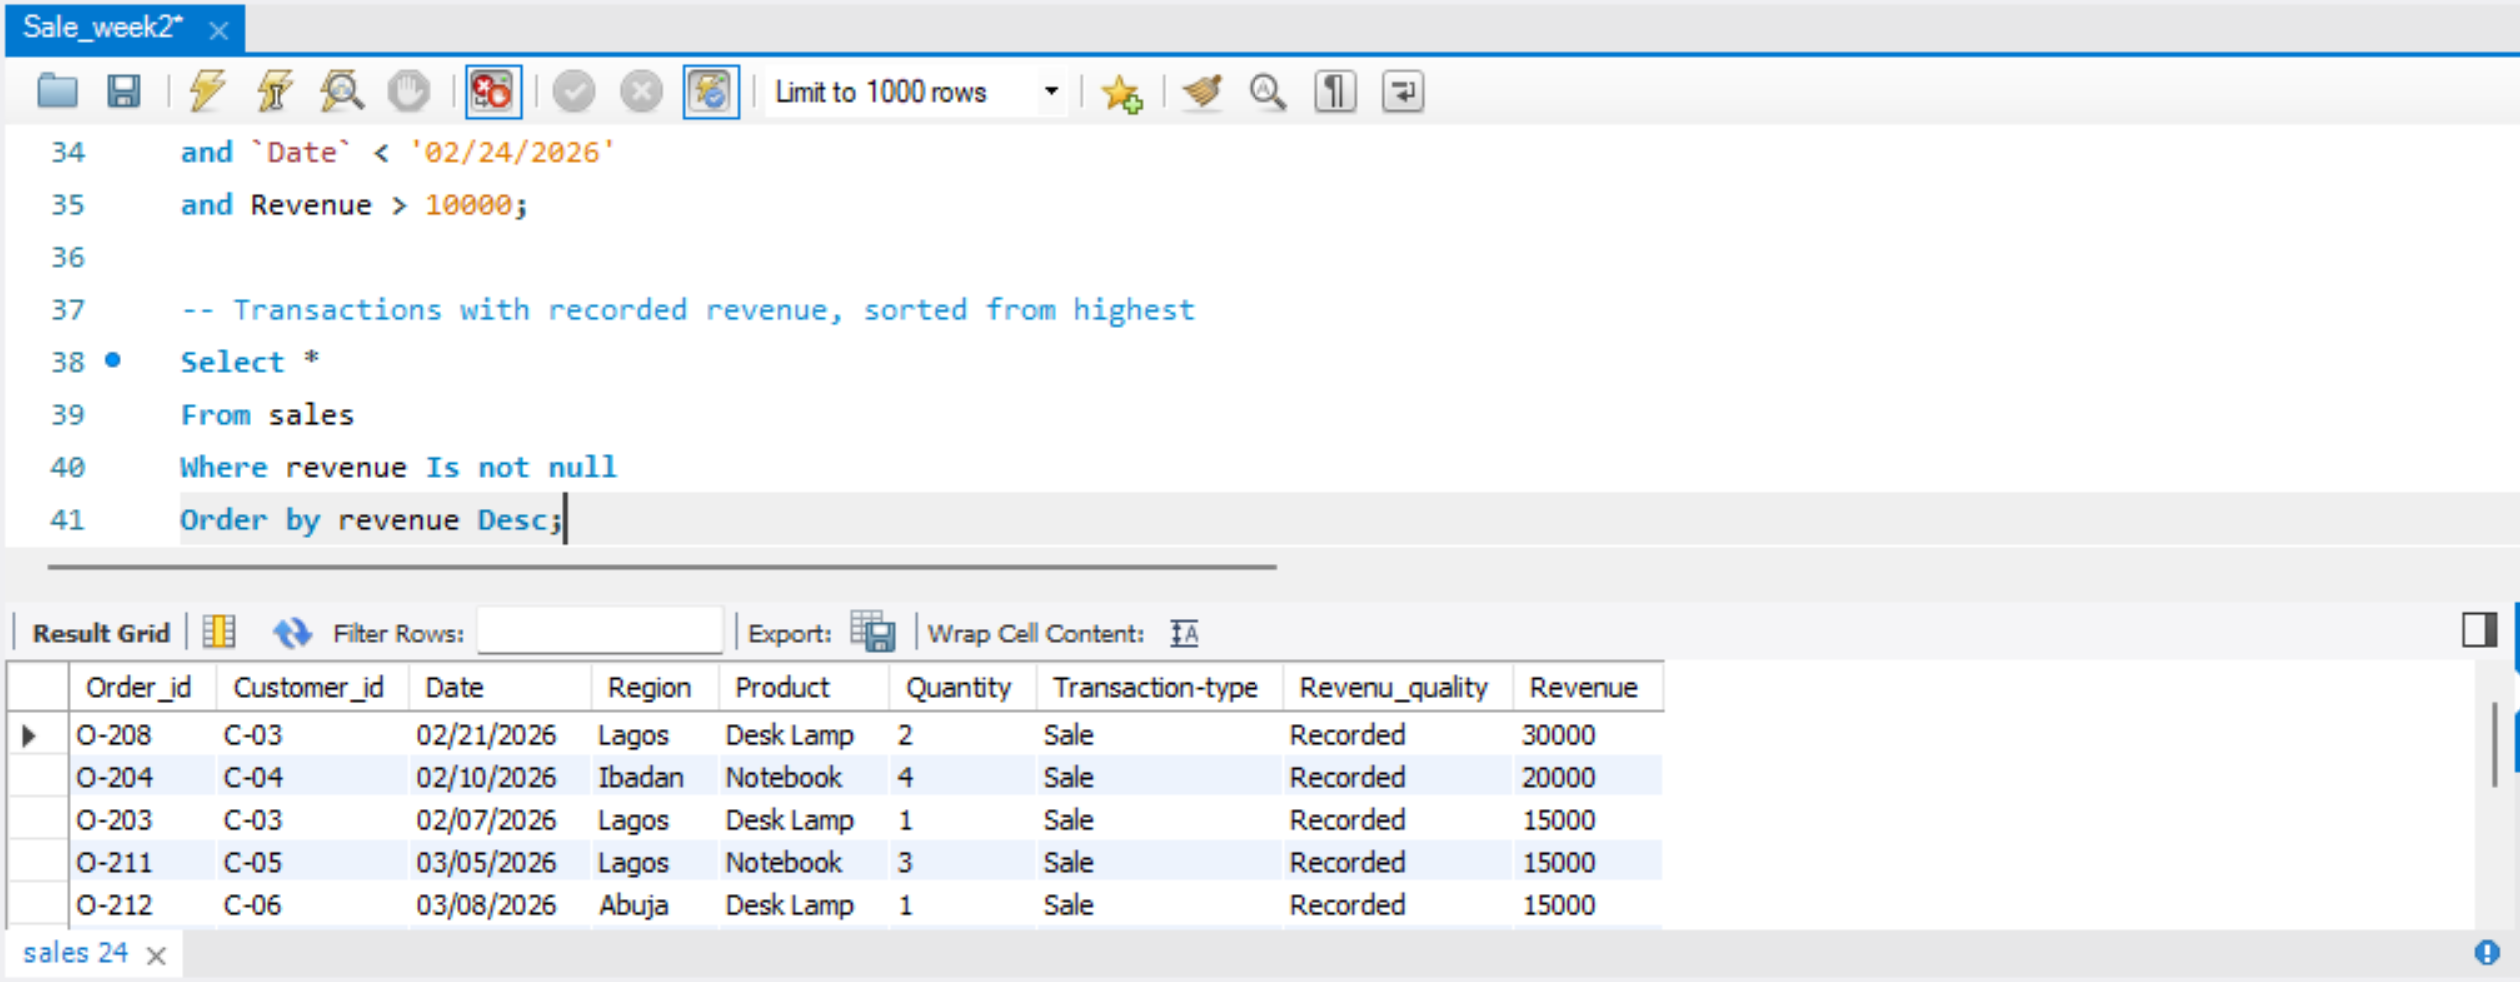 Sale_week2*
Limit to 1000 rows
34 and `Date` < '02/24/2026'
35 and Revenue > 10000;
36
37 -- Transactions with recorded revenue, sorted from highest
38 Select *
39 From sales
40 Where revenue Is not null
41 Order by revenue Desc;
Result Grid Filter Rows: Export: Wrap Cell Content:
Order_id Customer_id Date Region Product Quantity Transaction-type Revenu_quality Revenue
O-208 C-03 02/21/2026 Lagos Desk Lamp 2 Sale Recorded 30000
O-204 C-04 02/10/2026 Ibadan Notebook 4 Sale Recorded 20000
O-203 C-03 02/07/2026 Lagos Desk Lamp 1 Sale Recorded 15000
O-211 C-05 03/05/2026 Lagos Notebook 3 Sale Recorded 15000
O-212 C-06 03/08/2026 Abuja Desk Lamp 1 Sale Recorded 15000
sales 24